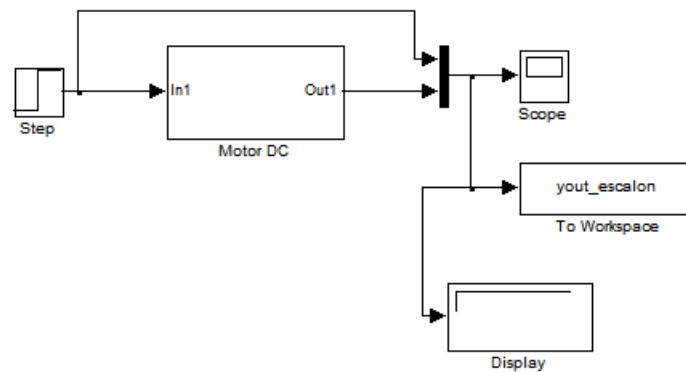 In1
Out1
Step
Motor DC
Scope
yout_escalon
To Workspace
Display